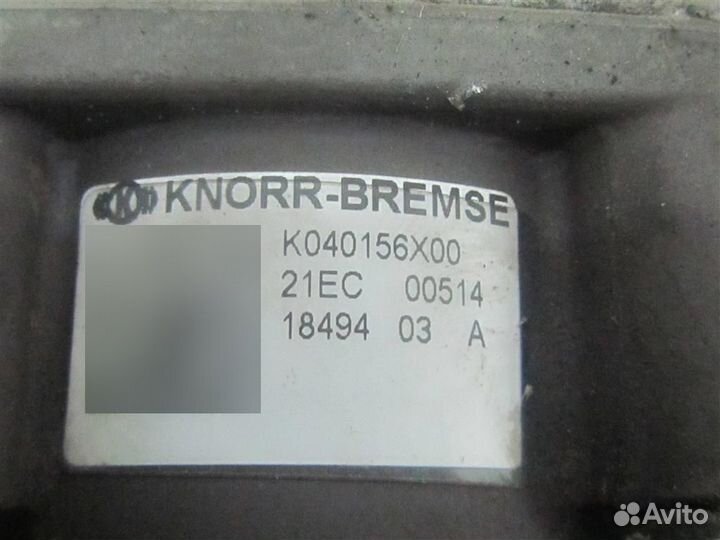 KNORR-BREMSE
K040156X00
21EC 00514
18494 03 A
Avito